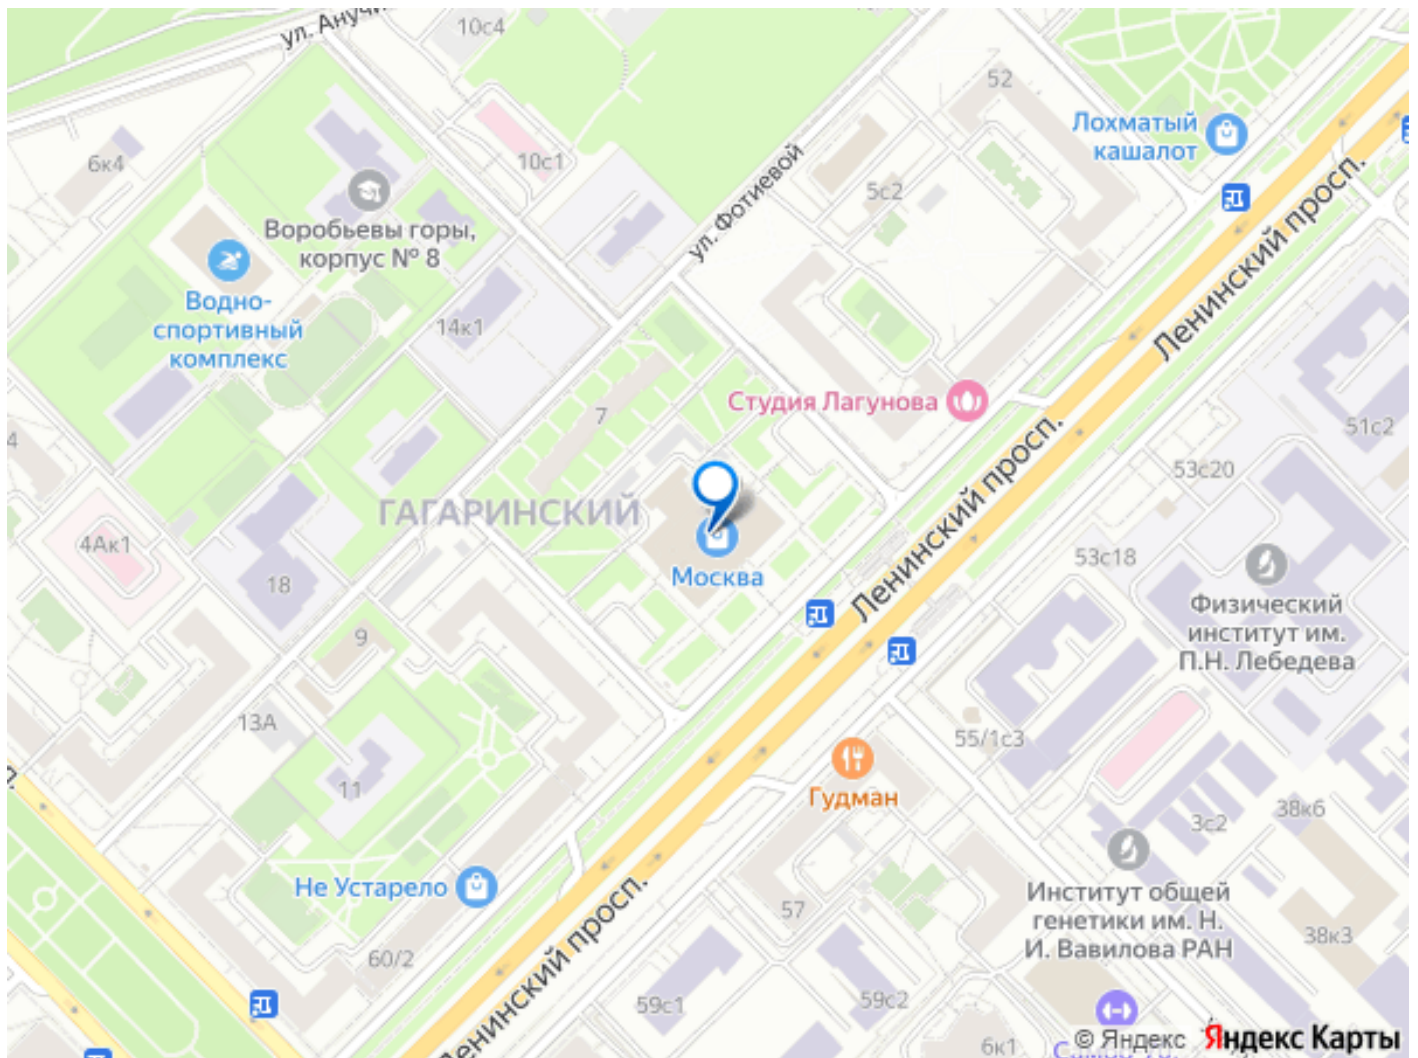 ул. Анучи
10с4
52
Лохматый
кашалот
6к4
10с1
5с2
ул. Фотиевой
Воробьевы горы,
корпус № 8
Водно-
спортивный
комплекс
14к1
Ленинский просп.
7
Студия Лагунова
51с2
4
53с20
ГАГАРИНСКИЙ
Ленинский просп.
4Ак1
18
Москва
53с18
Физический
институт им.
П.Н. Лебедева
9
13А
55/1с3
11
Гудман
38к6
3с2
Не Устарело
Институт общей
генетики им. Н.
И. Вавилова РАН
57
38к3
60/2
Ленинский просп.
59с1
59с2
6к1
© Яндекс Яндекс Карты